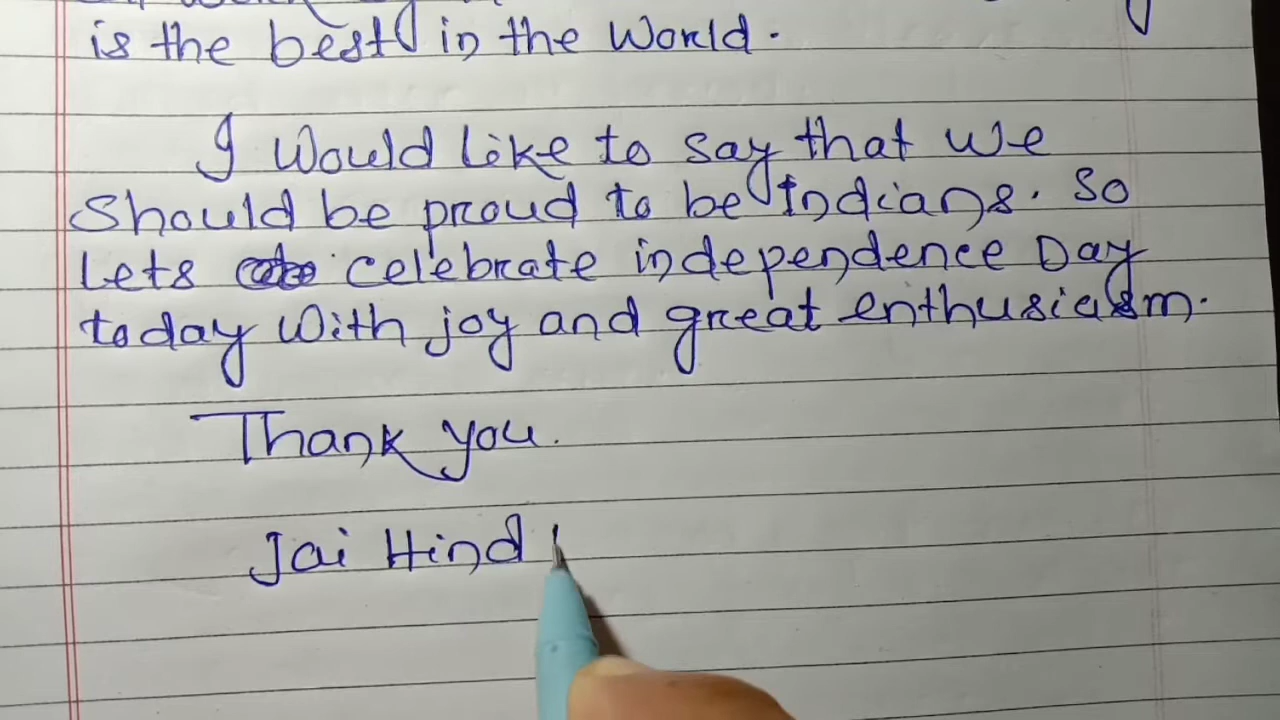 is the best in the World.
I Would like to say that we
Should be proud to be Indians. So
Lets celebrate independence Day
today With joy and great enthusiasm.
Thank you.
Jai Hind